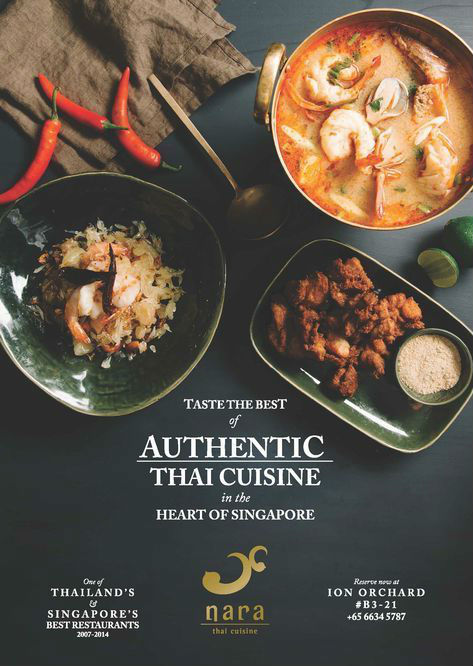 TASTE THE BEST
of
AUTHENTIC
THAI CUISINE
in the
HEART OF SINGAPORE
One of
THAILAND'S
&
SINGAPORE'S
BEST RESTAURANTS
2007-2014
nara
thai cuisine
Reserve now at
ION ORCHARD
#B3-21
+65 6634 5787